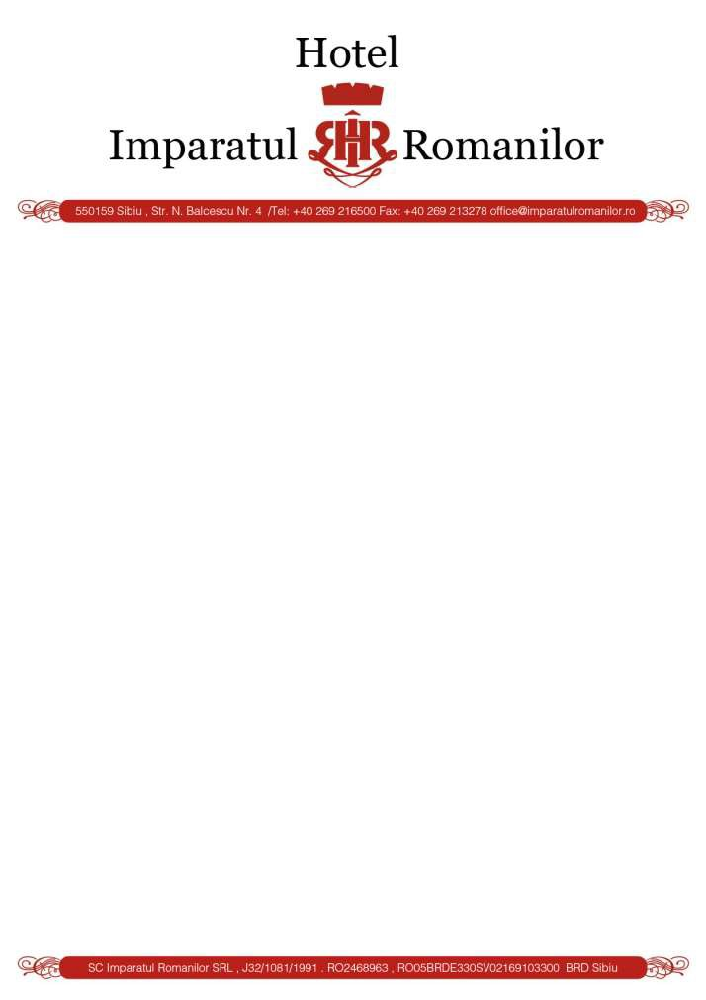 Hotel
Imparatul Romanilor
550159 Sibiu , Str. N. Balcescu Nr. 4 /Tel: +40 269 216500 Fax: +40 269 213278 office@imparatulromanilor.ro
SC Imparatul Romanilor SRL , J32/1081/1991 . RO2468963 , RO05BRDE330SV02169103300 BRD Sibiu